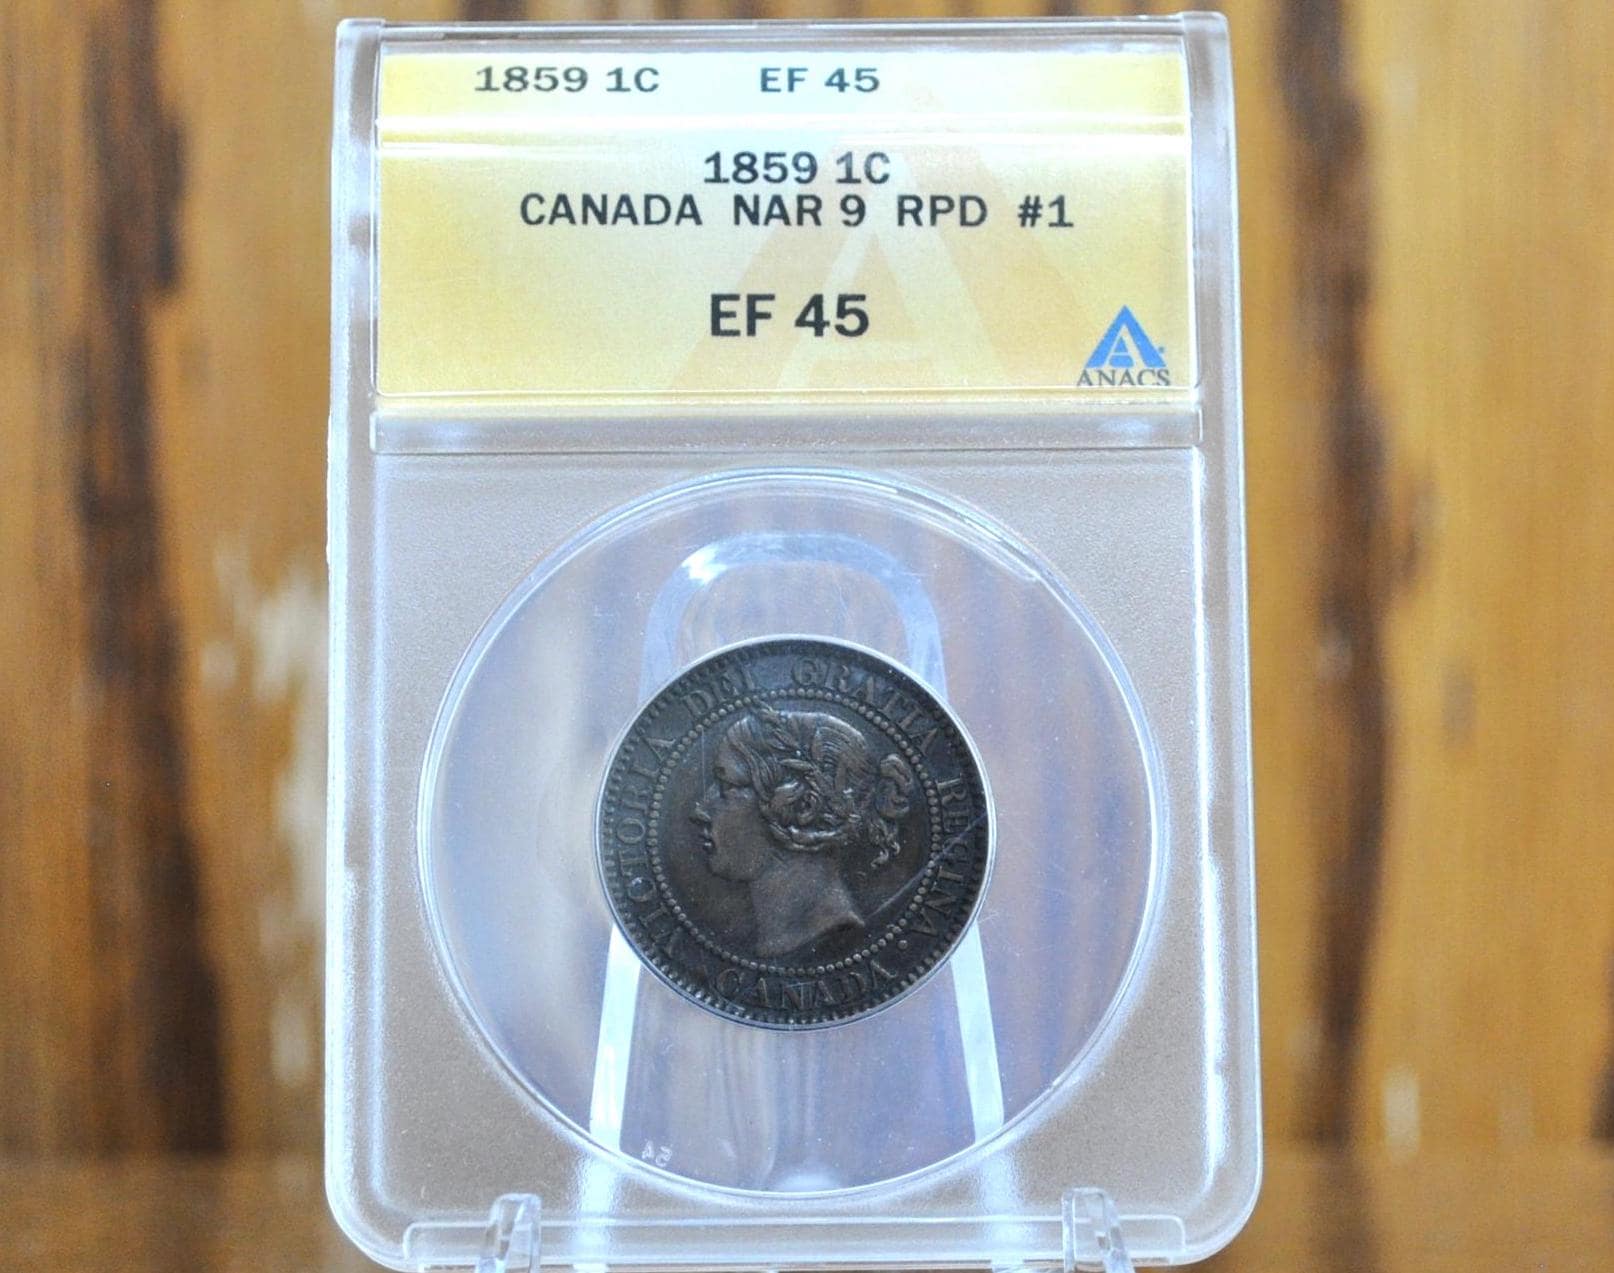 1859 1C EF 45
1859 1C
CANADA NAR 9 RPD #1
EF 45
ANACS
VICTORIA DEI GRATIA REGINA.
CANADA